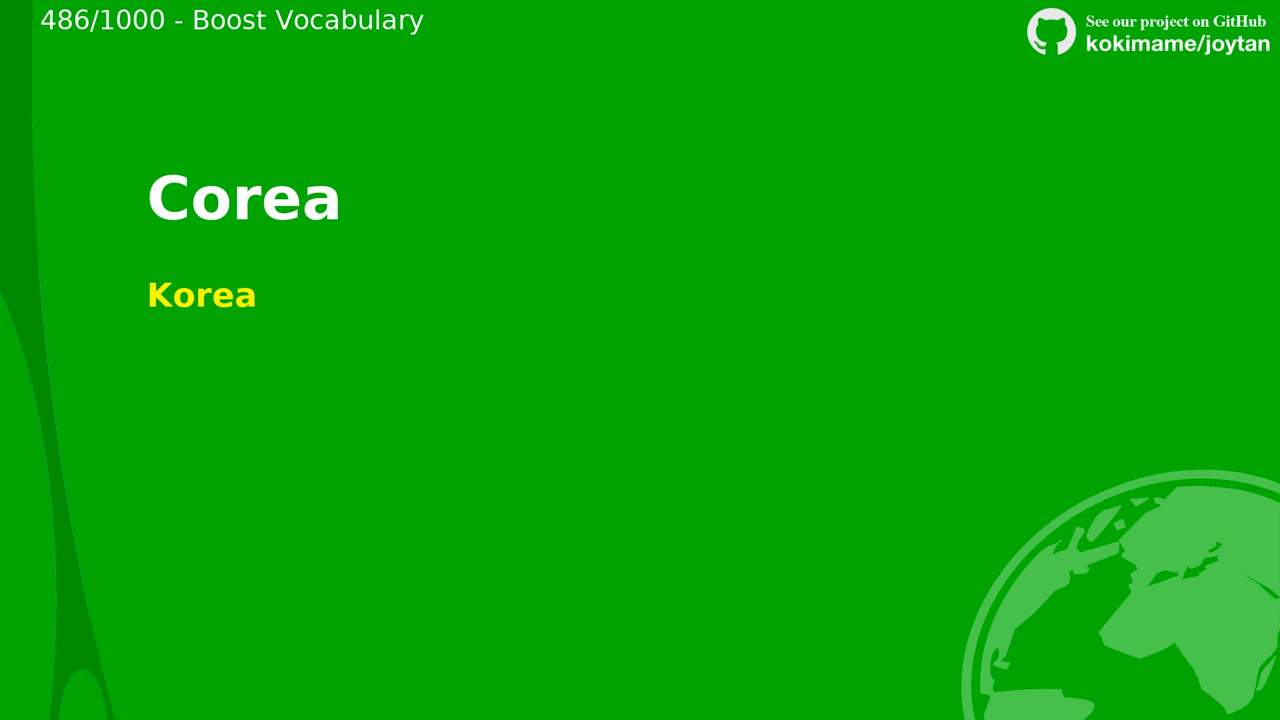 486/1000 - Boost Vocabulary
See our project on GitHub
kokimame/joytan
Corea
Korea